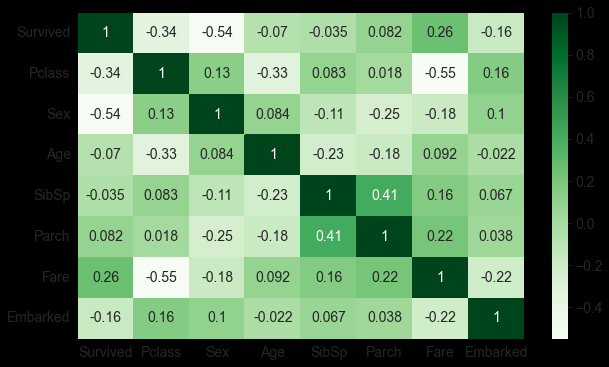 1.0
Survived 1 -0.34 -0.54 -0.07 -0.035 0.082 0.26 -0.16
0.8
Pclass -0.34 1 0.13 -0.33 0.083 0.018 -0.55 0.16
0.6
Sex -0.54 0.13 1 0.084 -0.11 -0.25 -0.18 0.1
0.4
Age -0.07 -0.33 0.084 1 -0.23 -0.18 0.092 -0.022
0.2
SibSp -0.035 0.083 -0.11 -0.23 1 0.41 0.16 0.067
0.0
Parch 0.082 0.018 -0.25 -0.18 0.41 1 0.22 0.038
−0.2
Fare 0.26 -0.55 -0.18 0.092 0.16 0.22 1 -0.22
−0.4
Embarked -0.16 0.16 0.1 -0.022 0.067 0.038 -0.22 1
Survived Pclass Sex Age SibSp Parch Fare Embarked